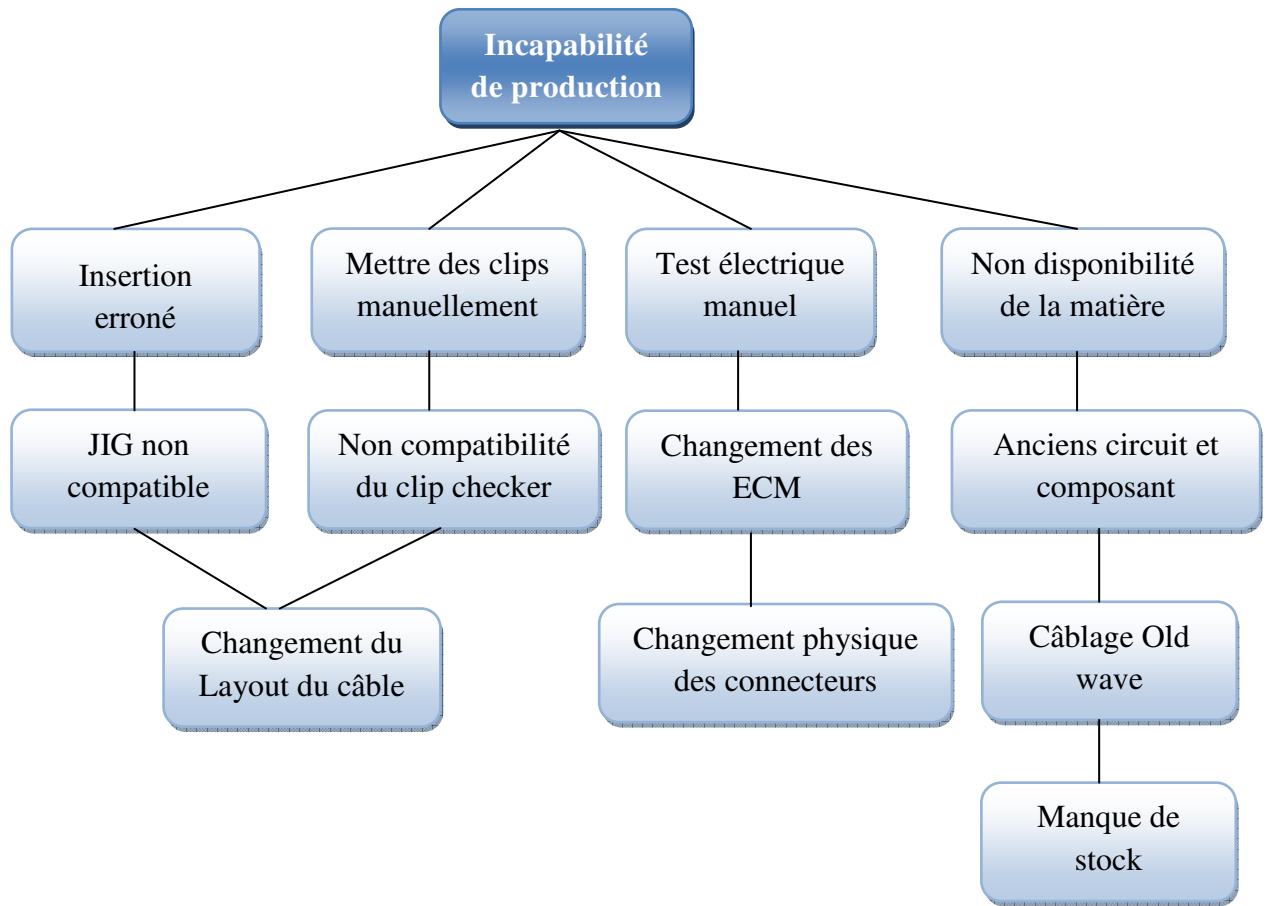 Incapabilité
de production
Insertion
erroné
Mettre des clips
manuellement
Test électrique
manuel
Non disponibilité
de la matière
JIG non
compatible
Non compatibilité
du clip checker
Changement des
ECM
Anciens circuit et
composant
Changement du
Layout du câble
Changement physique
des connecteurs
Câblage Old
wave
Manque de
stock